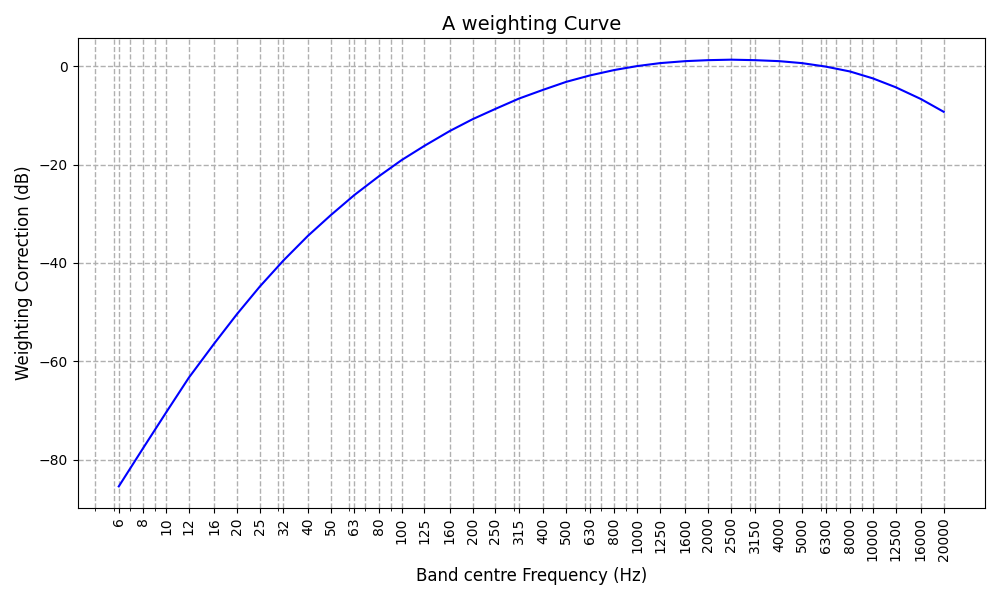 A weighting Curve
Weighting Correction (dB)
0
−20
−40
−60
−80
6 8 10 12 16 20 25 32 40 50 63 80 100 125 160 200 250 315 400 500 630 800 1000 1250 1600 2000 2500 3150 4000 5000 6300 8000 10000 12500 16000 20000
Band centre Frequency (Hz)